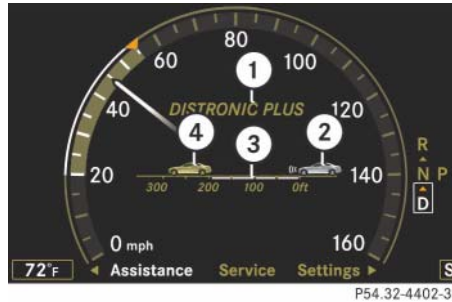 80
60
100
1
40
DISTRONIC PLUS
120
4
3
2
R
20
140
N P
300 200 100 0ft
D
0 mph
160
72°F
Assistance Service Settings
S
P54.32-4402-3